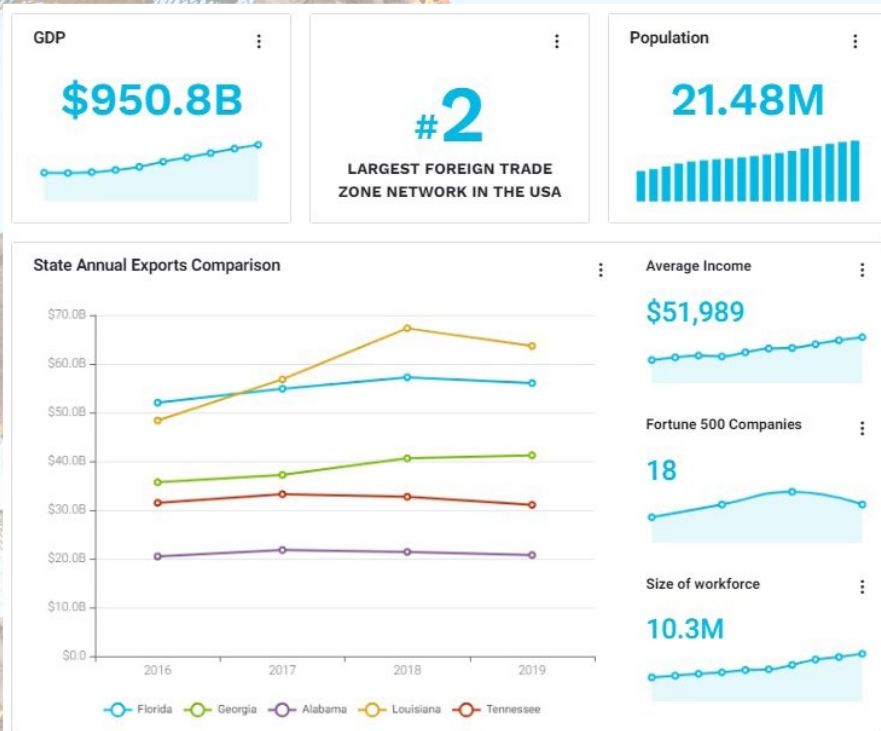 GDP
$950.8B
#2
LARGEST FOREIGN TRADE
ZONE NETWORK IN THE USA
Population
21.48M
State Annual Exports Comparison
$70.0B
$60.0B
$50.0B
$40.0B
$30.0B
$20.0B
$10.0B
$0.0
2016 2017 2018 2019
Florida Georgia Alabama Louisiana Tennessee
Average Income
$51,989
Fortune 500 Companies
18
Size of workforce
10.3M